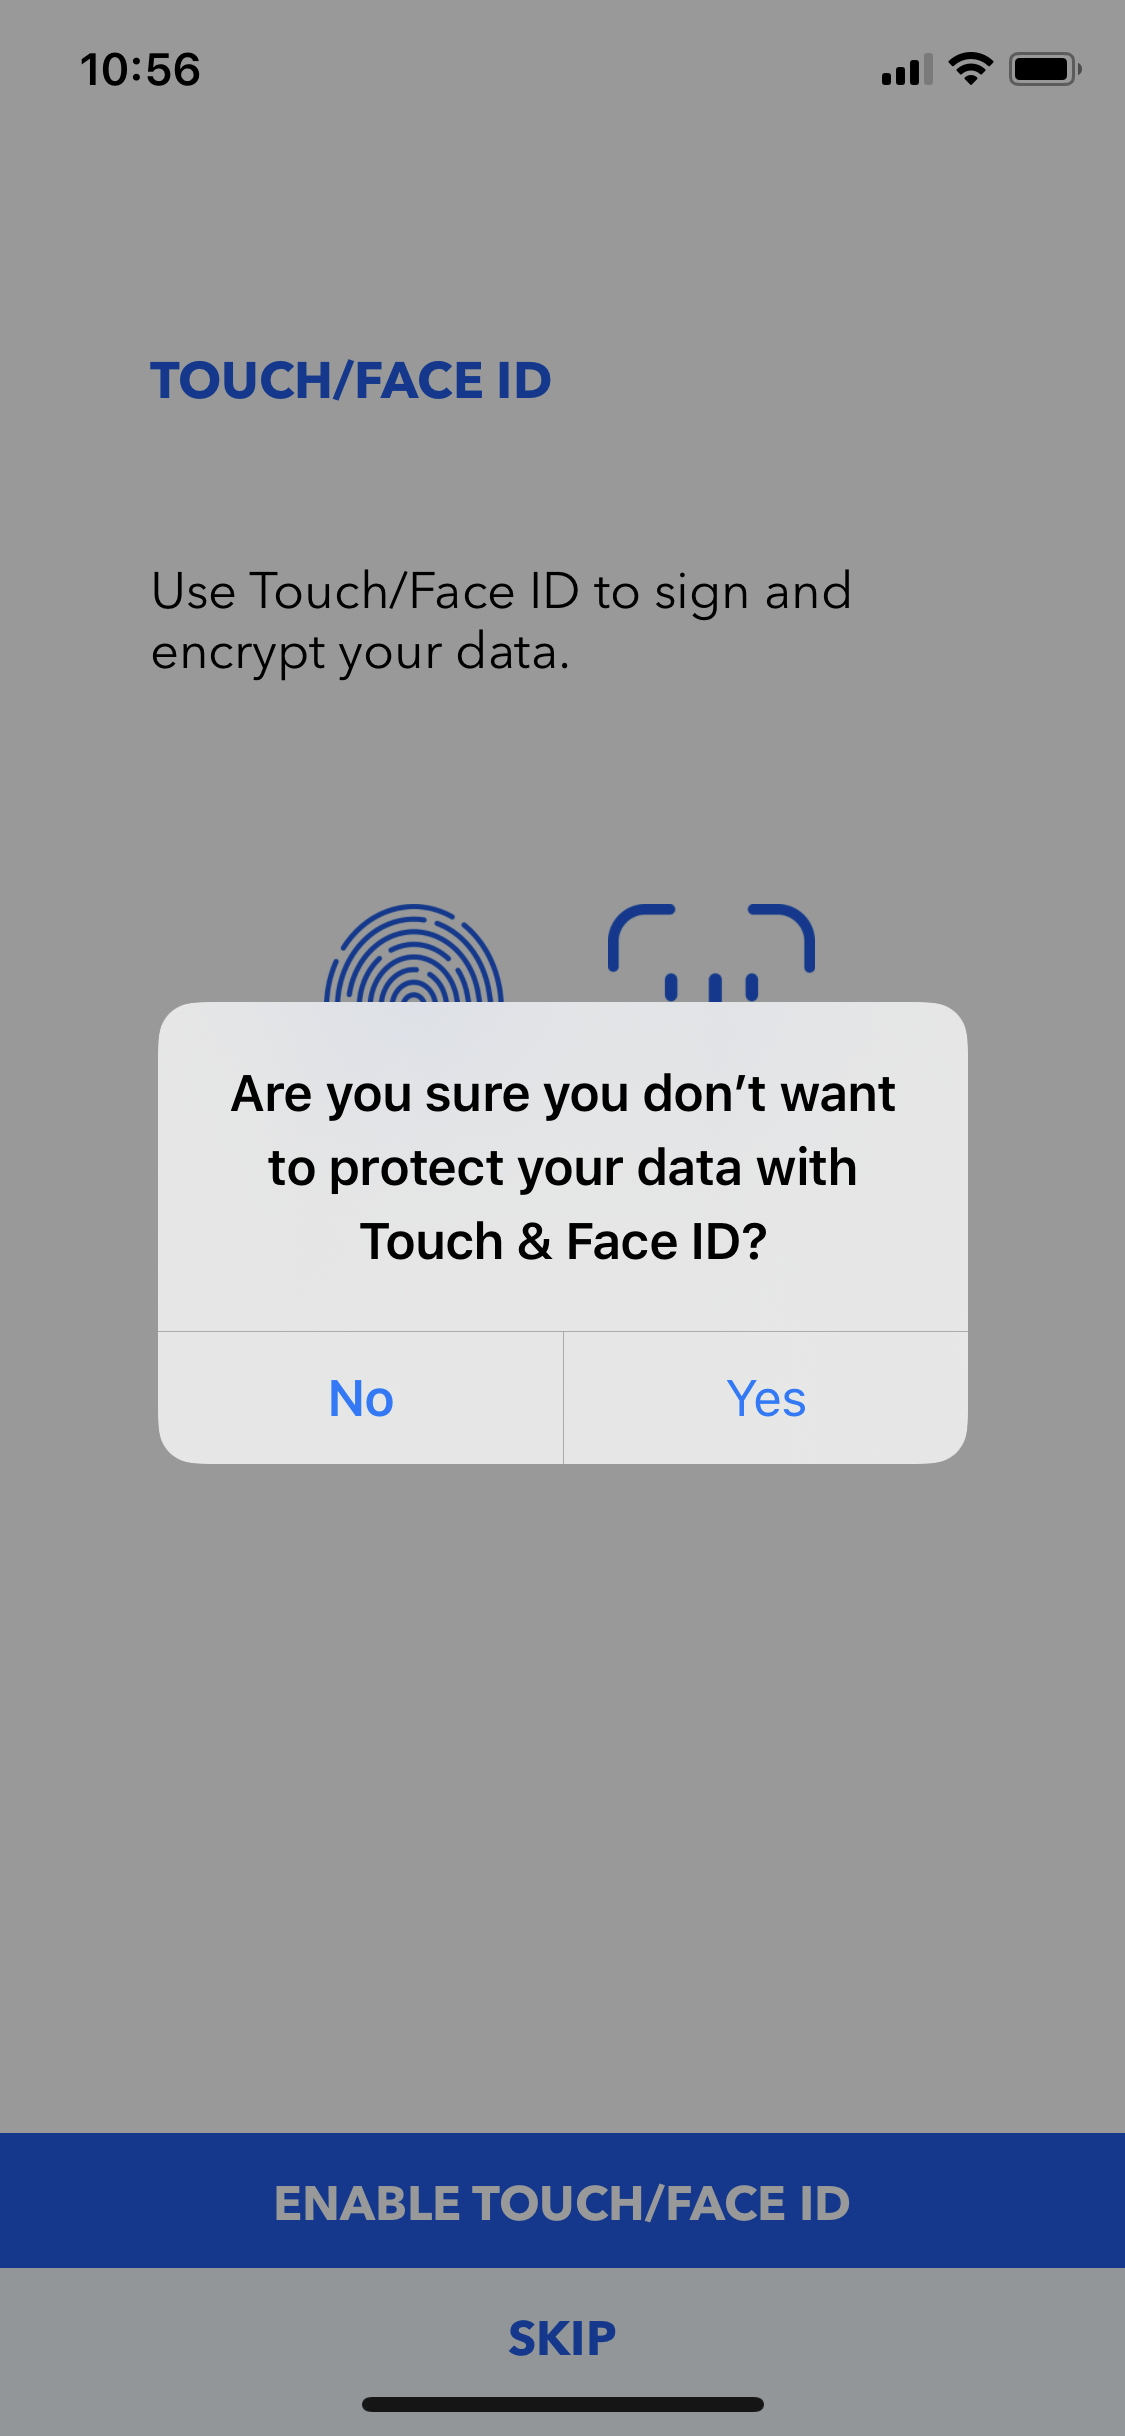 10:56
TOUCH/FACE ID
Use Touch/Face ID to sign and
encrypt your data.
Are you sure you don’t want
to protect your data with
Touch & Face ID?
No
Yes
ENABLE TOUCH/FACE ID
SKIP